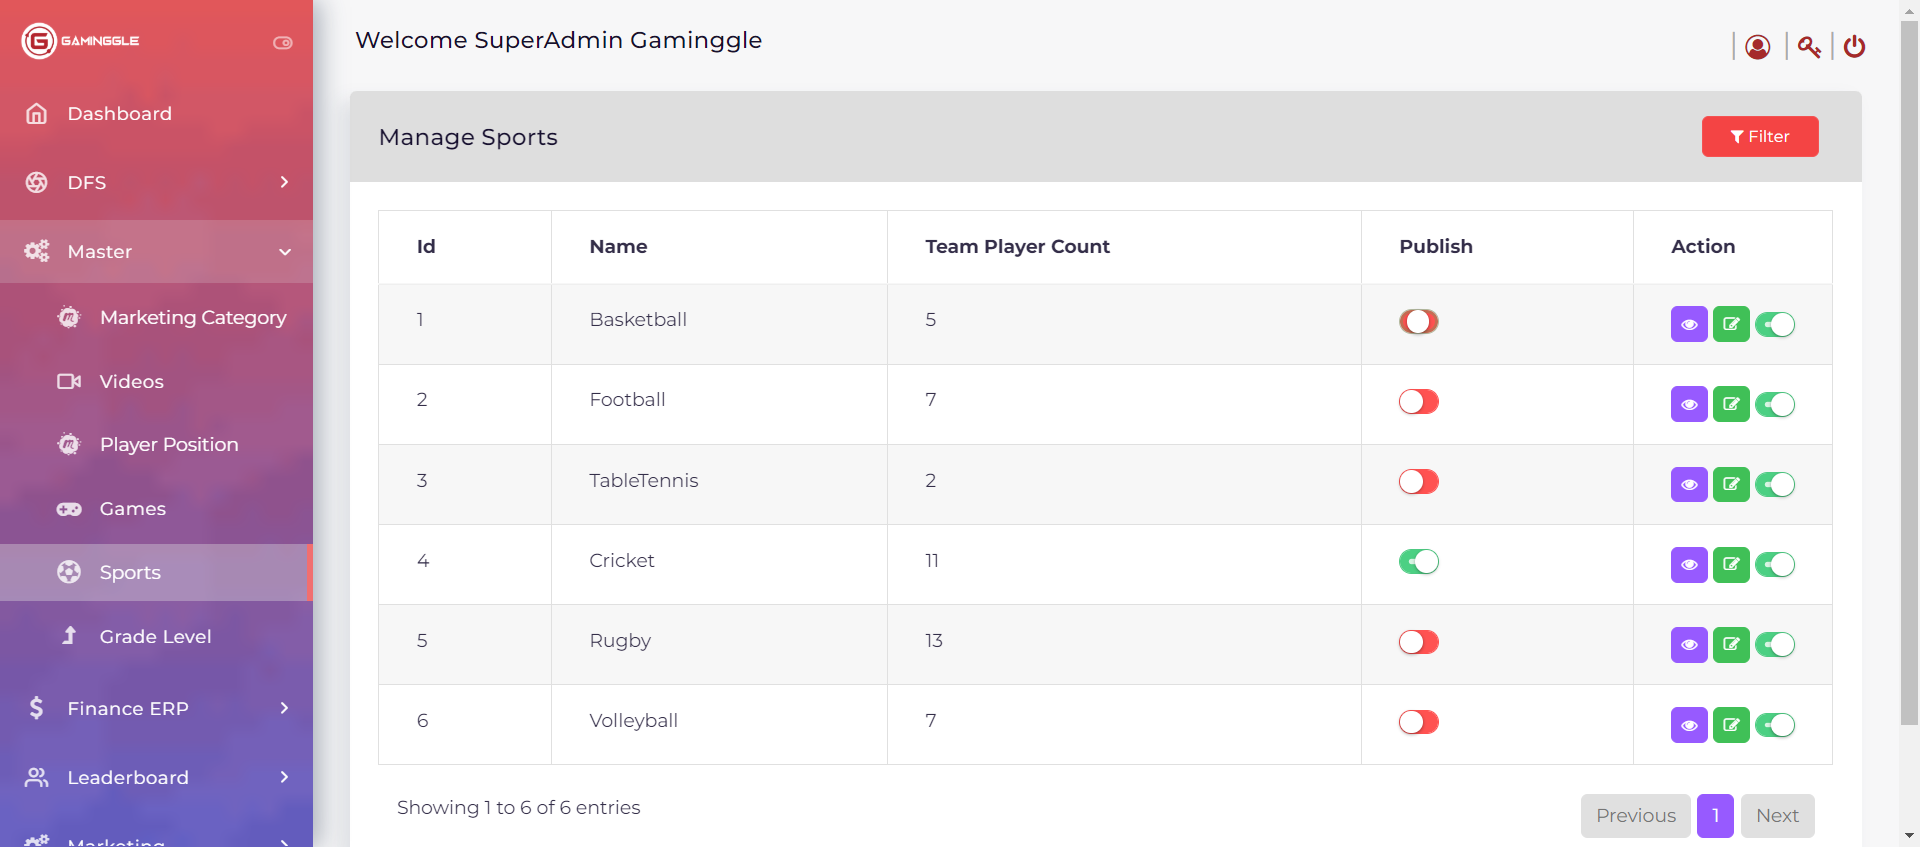 GAMINGGLE
Welcome SuperAdmin Gaminggle
Dashboard
DFS
Master
Marketing Category
Videos
Player Position
Games
Sports
Grade Level
Finance ERP
Leaderboard
Marketing
Manage Sports
Filter
Id Name Team Player Count Publish Action
1 Basketball 5
2 Football 7
3 TableTennis 2
4 Cricket 11
5 Rugby 13
6 Volleyball 7
Showing 1 to 6 of 6 entries
Previous 1 Next